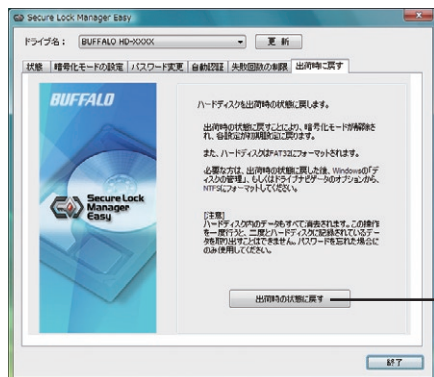 Secure Lock Manager Easy
ドライブ名： BUFFALO HD-XXXX 更 新
状態 暗号化モードの設定 パスワード変更 自動認証 失敗回数の制限 出荷時に戻す
BUFFALO
Secure Lock
Manager
Easy
ハードディスクを出荷時の状態に戻します。
出荷時の状態に戻すことにより、暗号化モードが解除さ
れ、各設定が初期設定に戻ります。
また、ハードディスクはFAT32にフォーマットされます。
必要な方は、出荷時の状態に戻した後、Windowsの「デ
ィスクの管理」、もしくはドライブナビゲータのオプションから、
NTFSにフォーマットしてください。
[注意]
ハードディスク内のデータもすべて消去されます。この操作
を一度行うと、二度とハードディスクに記録されているデー
タを取り出すことはできません。パスワードを忘れた場合に
のみ使用してください。
出荷時の状態に戻す
終了